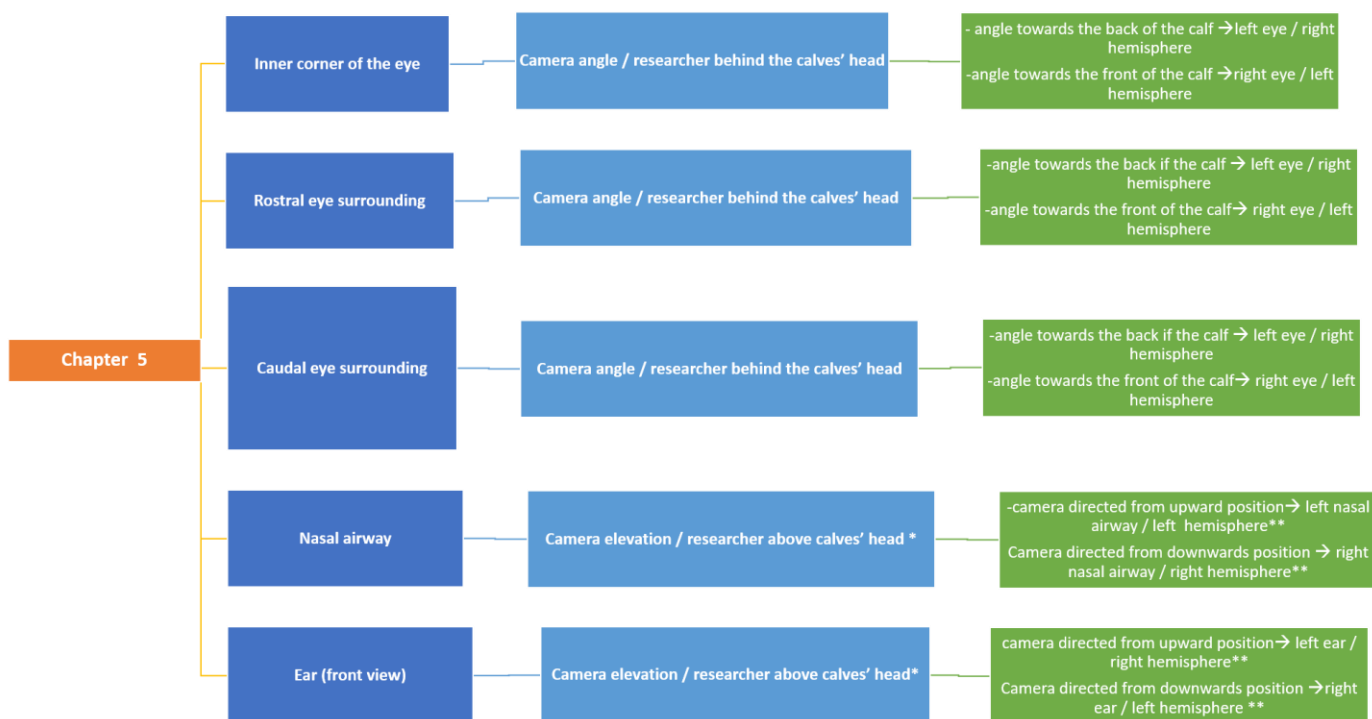 Chapter  5
Inner corner of the eye
Camera angle / researcher behind the calves' head
- angle towards the back of the calf →left eye / right
hemisphere
-angle towards the front of the calf →right eye / left
hemisphere
Rostral eye surrounding
Camera angle / researcher behind the calves' head
-angle towards the back if the calf → left eye / right
hemisphere
-angle towards the front of the calf→ right eye / left
hemisphere
Caudal eye surrounding
Camera angle / researcher behind the calves' head
-angle towards the back if the calf → left eye / right
hemisphere
-angle towards the front of the calf→ right eye / left
hemisphere
Nasal airway
Camera elevation / researcher above calves' head *
-camera directed from upward position→ left nasal
airway / left  hemisphere**
Camera directed from downwards position → right
nasal airway / right hemisphere**
Ear (front view)
Camera elevation / researcher above calves' head*
camera directed from upward position→ left ear /
right hemisphere**
Camera directed from downwards position →right
ear / left hemisphere **